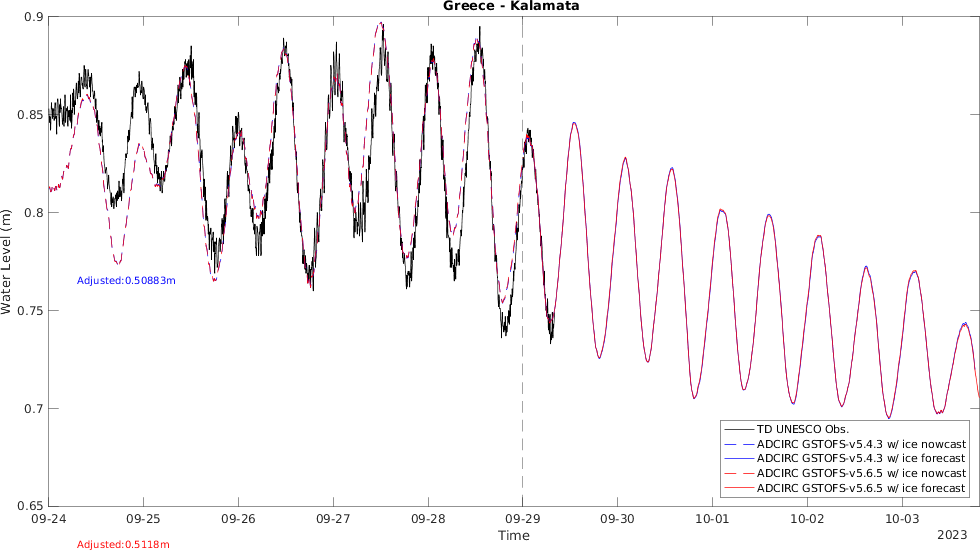 Greece - Kalamata
0.9
0.85
0.8
0.75
0.7
0.65
Water Level (m)
Adjusted:0.50883m
TD UNESCO Obs.
ADCIRC GSTOFS-v5.4.3 w/ ice nowcast
ADCIRC GSTOFS-v5.4.3 w/ ice forecast
ADCIRC GSTOFS-v5.6.5 w/ ice nowcast
ADCIRC GSTOFS-v5.6.5 w/ ice forecast
09-24 09-25 09-26 09-27 09-28 09-29 09-30 10-01 10-02 10-03
Time
2023
Adjusted:0.5118m